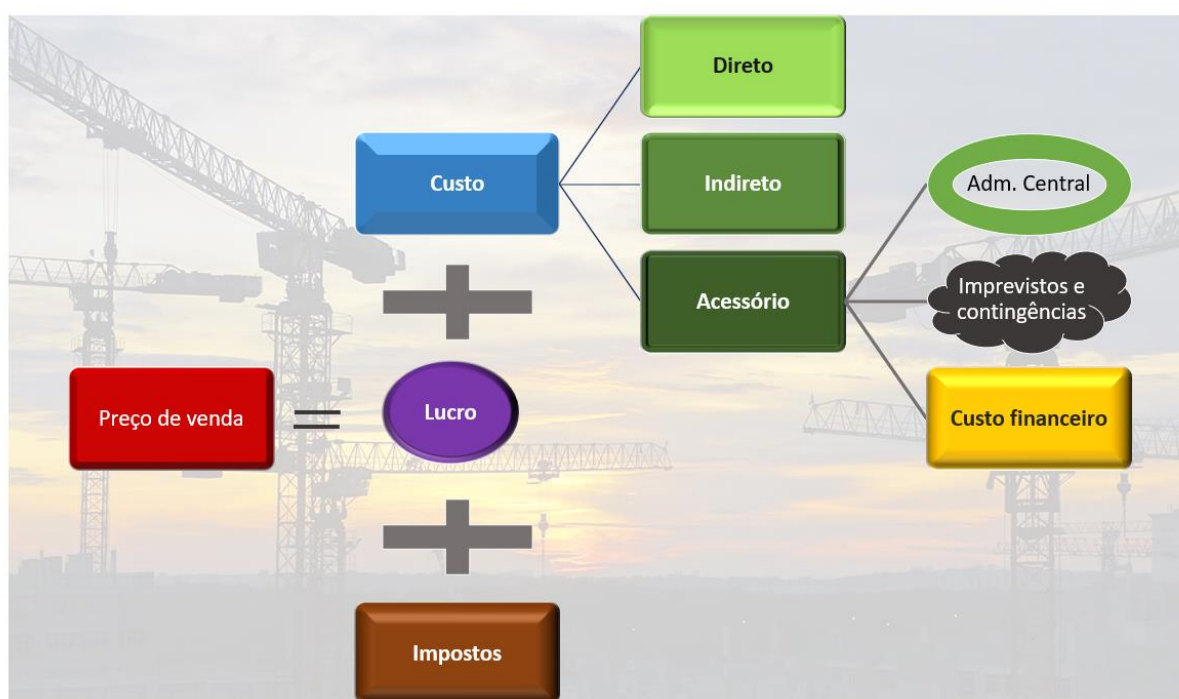 Direto
Custo
Indireto
Adm. Central
Acessório
Imprevistos e
contingências
Preço de venda
=
Lucro
Custo financeiro
Impostos